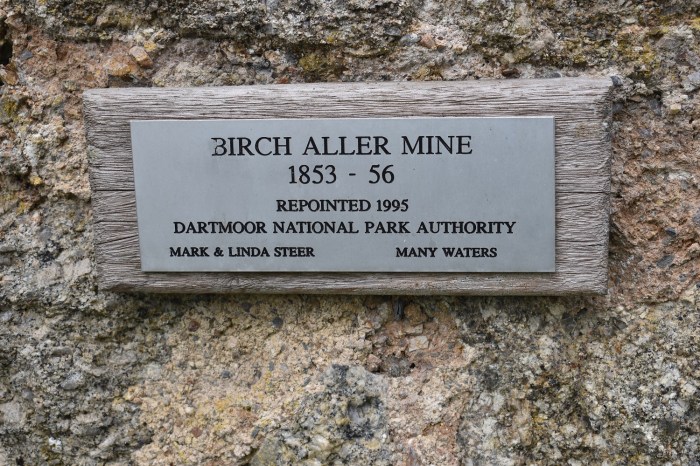 BIRCH ALLER MINE
1853 - 56
REPOINTED 1995
DARTMOOR NATIONAL PARK AUTHORITY
MARK & LINDA STEER MANY WATERS